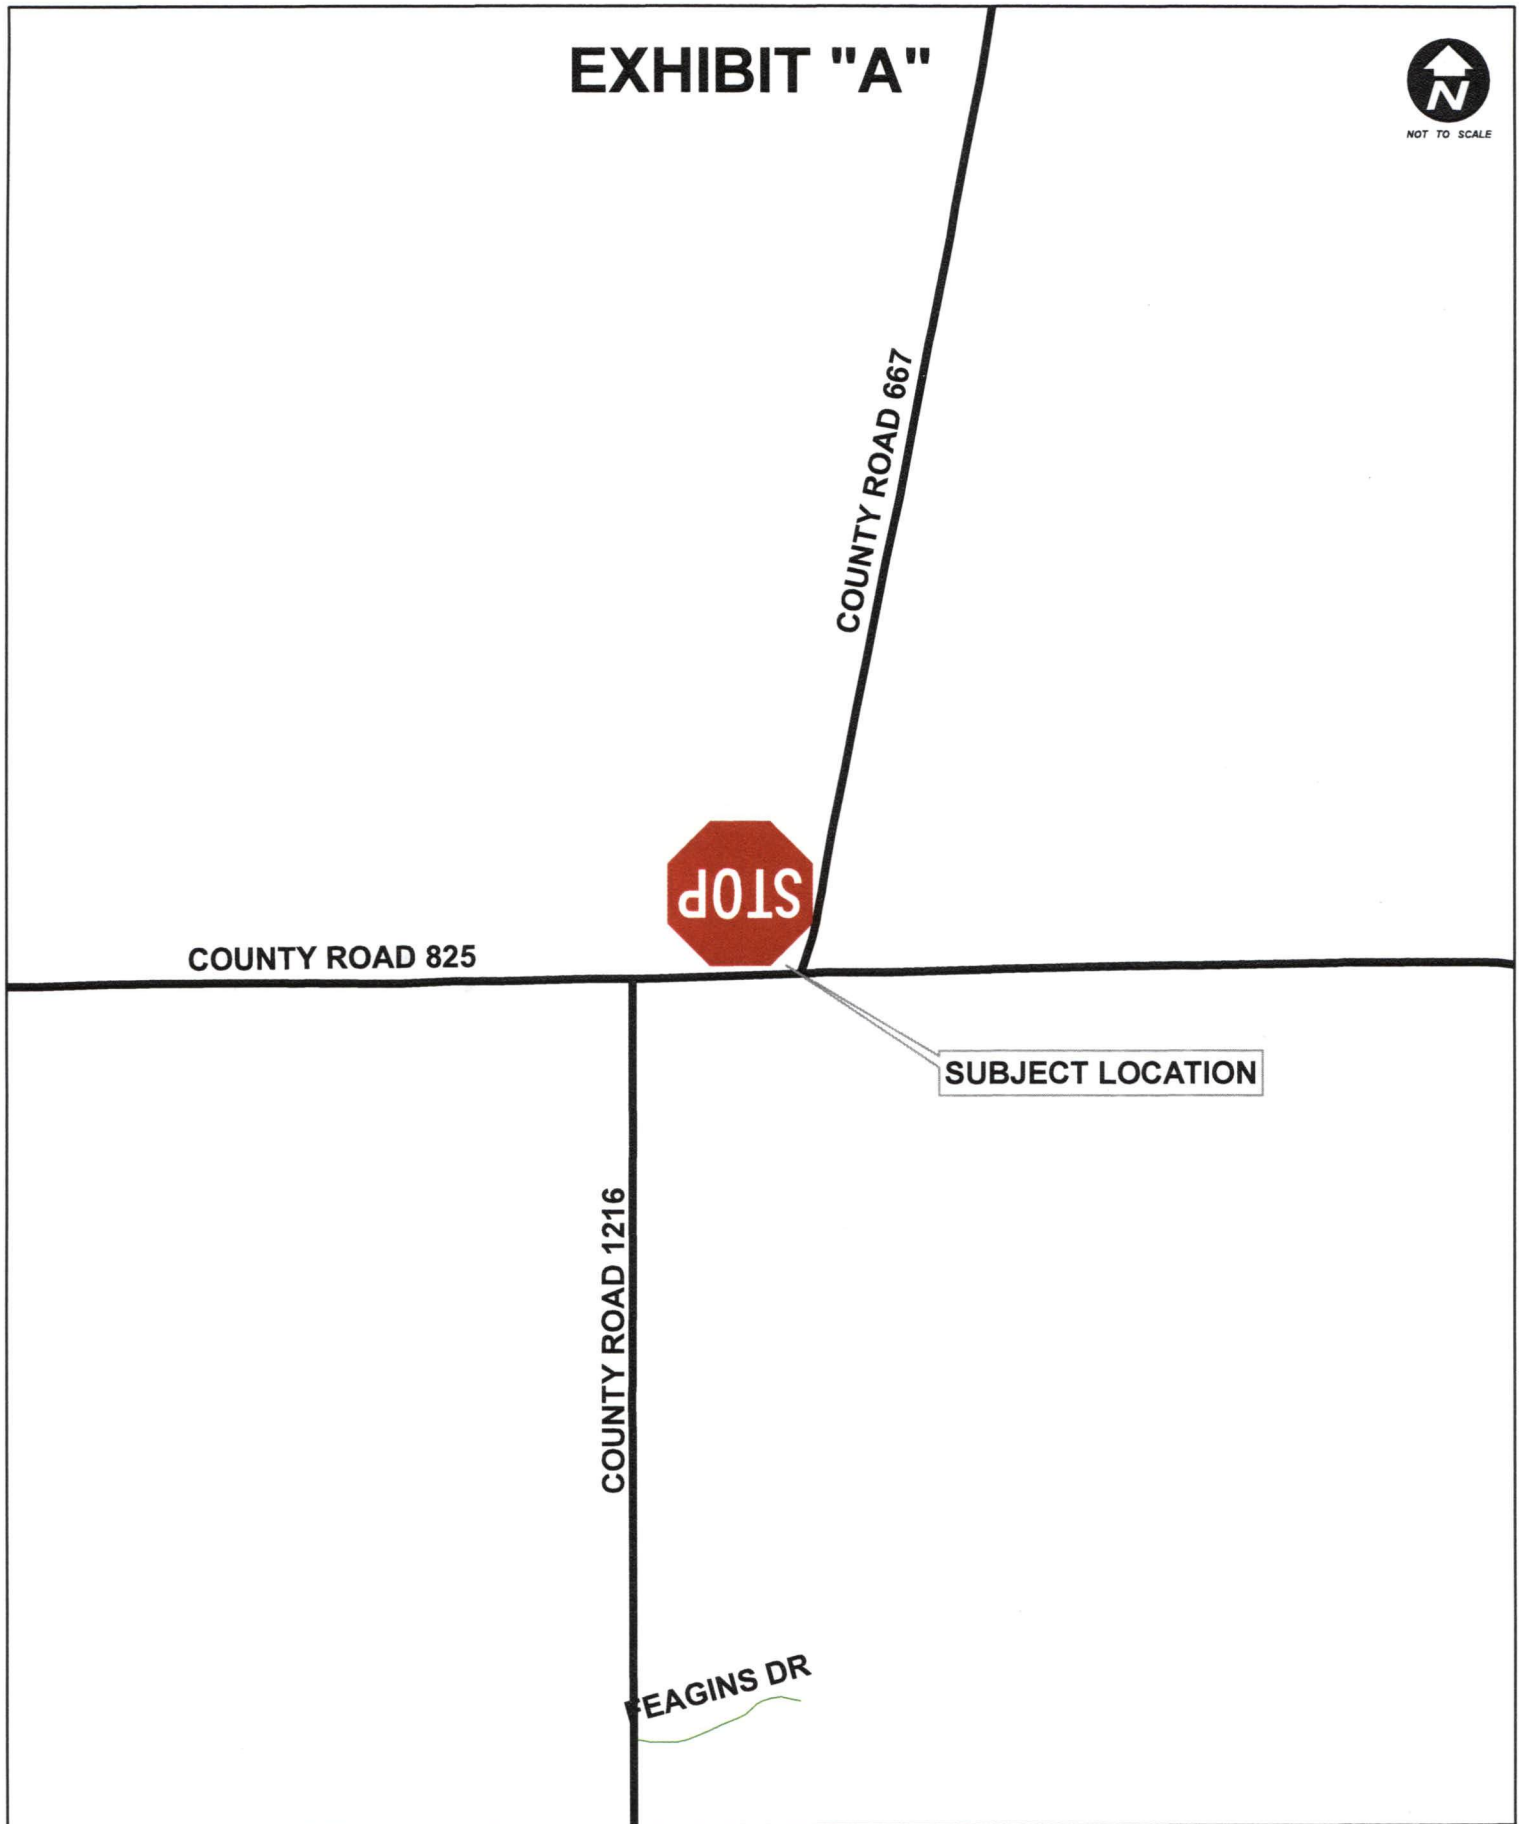 EXHIBIT "A"
N
NOT TO SCALE
COUNTY ROAD 667
STOP
COUNTY ROAD 825
SUBJECT LOCATION
COUNTY ROAD 1216
FEAGINS DR